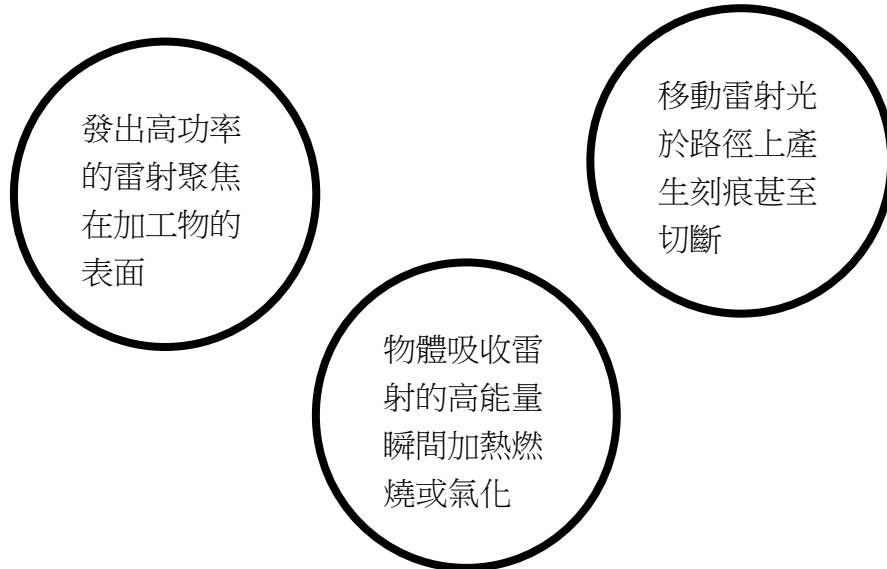 發出高功率
的雷射聚焦
在加工物的
表面
物體吸收雷
射的高能量
瞬間加熱燃
燒或氣化
移動雷射光
於路徑上產
生刻痕甚至
切斷